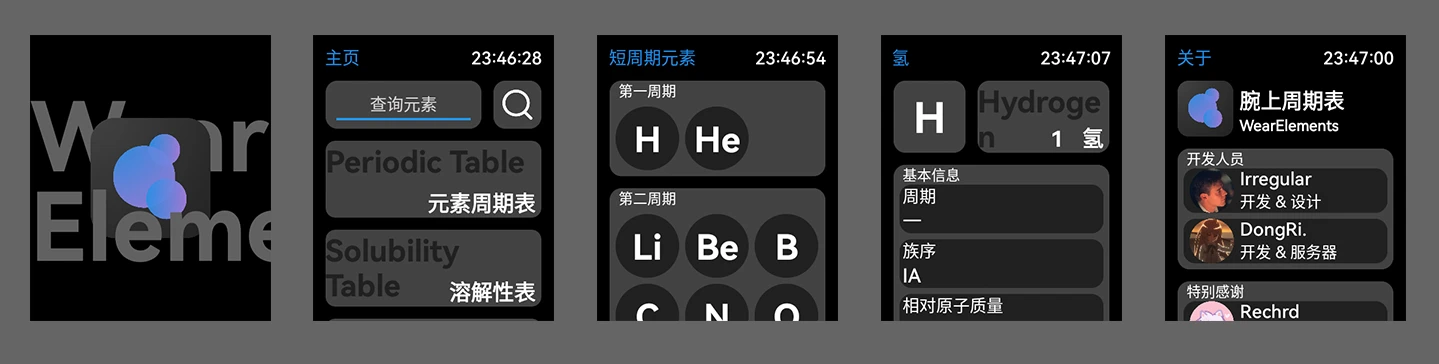 Wear
Eleme
主页
23:46:28
查询元素
Periodic Table
元素周期表
Solubility
Table
溶解性表
短周期元素
23:46:54
第一周期
H He
第二周期
Li Be B
C N O
氢
23:47:07
H
Hydroge
n
1 氢
基本信息
周期
一
族序
IA
相对原子质量
关于
23:47:00
腕上周期表
WearElements
开发人员
Irregular
开发 & 设计
DongRi.
开发 & 服务器
特别感谢
Rechrd